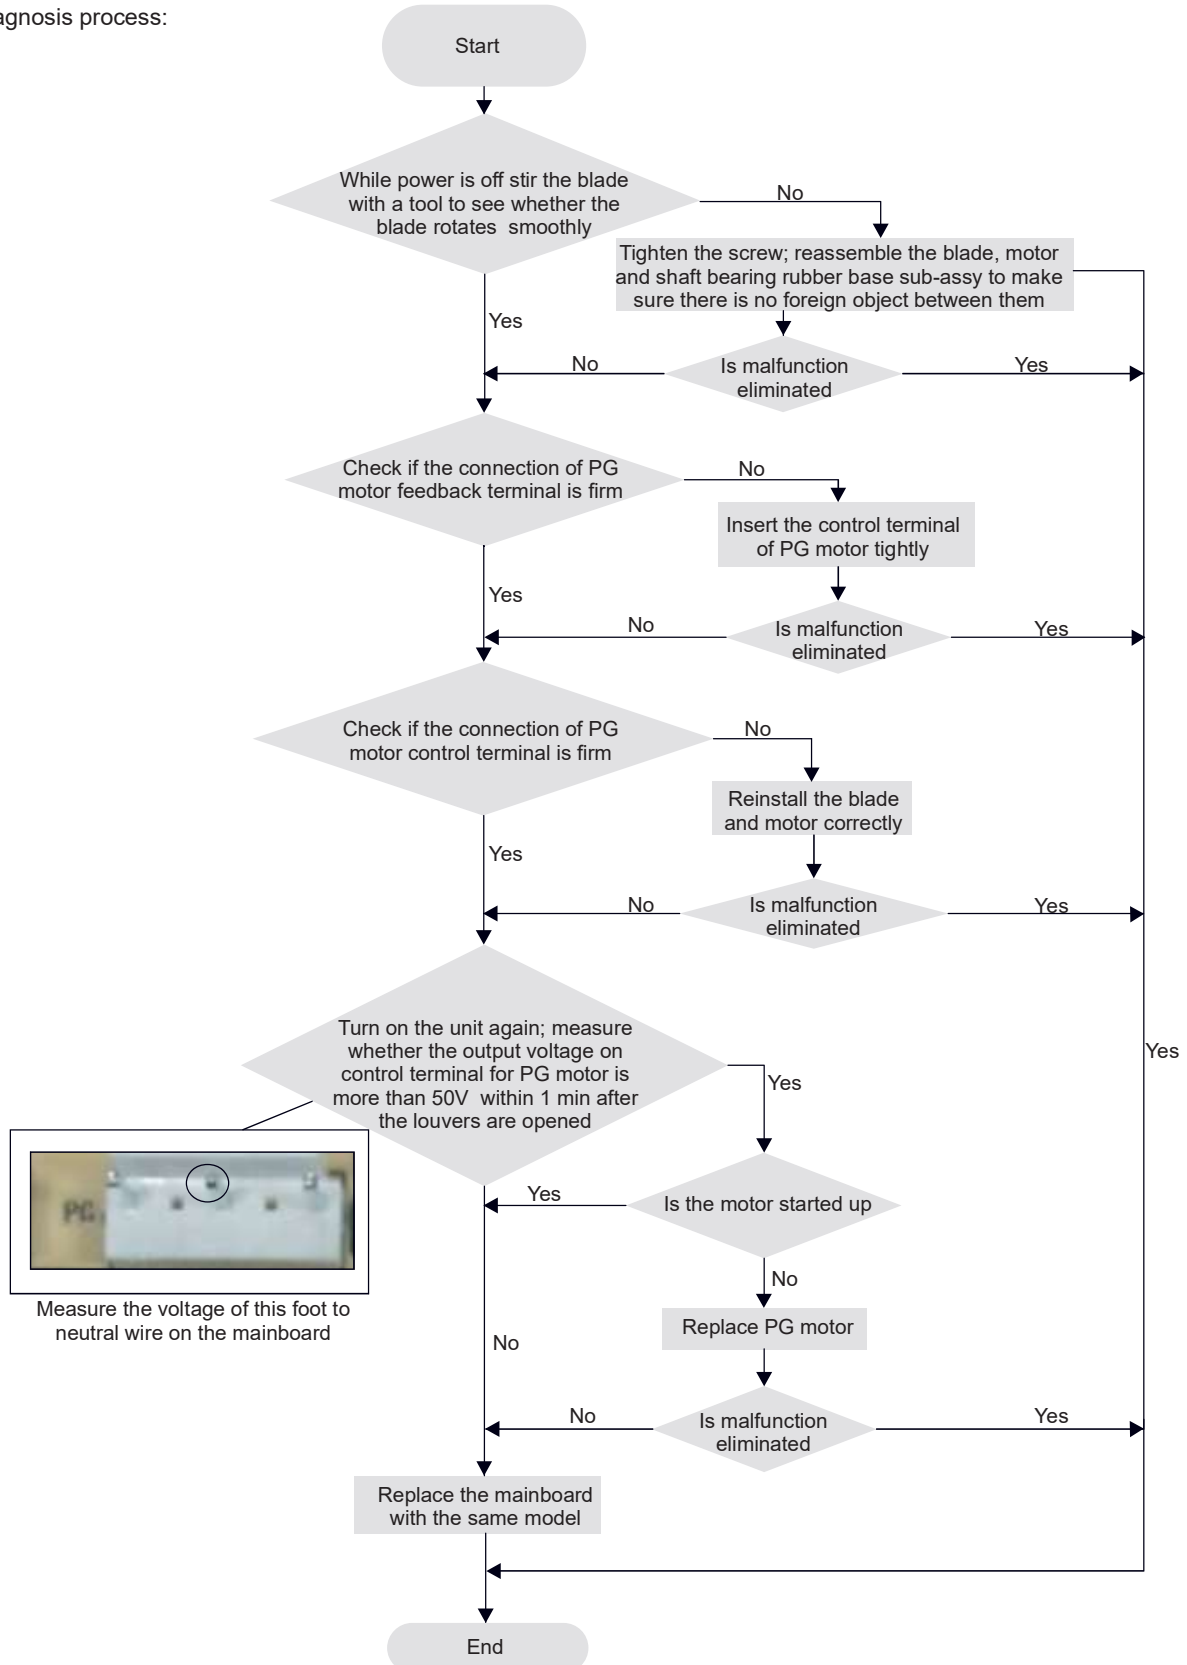 agnosis process:
Start
While power is off stir the blade
with a tool to see whether the
blade rotates smoothly
No
Tighten the screw; reassemble the blade, motor
and shaft bearing rubber base sub-assy to make
sure there is no foreign object between them
Yes
No
Is malfunction
eliminated
Yes
Check if the connection of PG
motor feedback terminal is firm
No
Insert the control terminal
of PG motor tightly
Yes
No
Is malfunction
eliminated
Yes
Check if the connection of PG
motor control terminal is firm
No
Reinstall the blade
and motor correctly
Yes
No
Is malfunction
eliminated
Yes
Turn on the unit again; measure
whether the output voltage on
control terminal for PG motor is
more than 50V within 1 min after
the louvers are opened
Yes
Yes
PG
Measure the voltage of this foot to
neutral wire on the mainboard
Yes
Is the motor started up
No
Replace PG motor
No
No
Is malfunction
eliminated
Yes
Replace the mainboard
with the same model
End